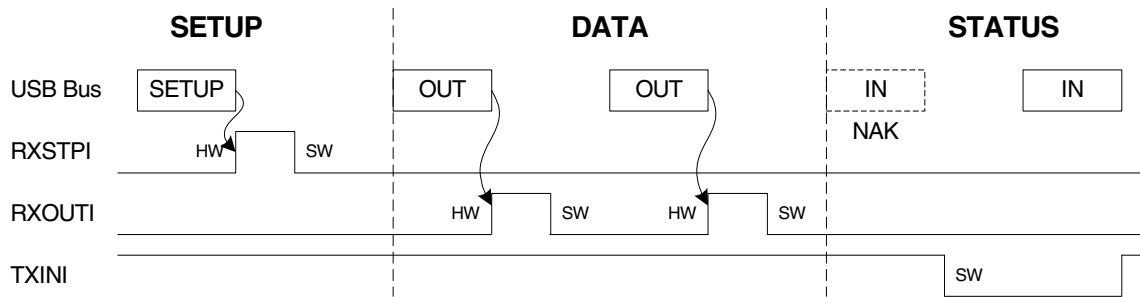 SETUP DATA STATUS
USB Bus SETUP OUT OUT IN IN
NAK
RXSTPI HW SW
RXOUTI HW SW HW SW
TXINI SW